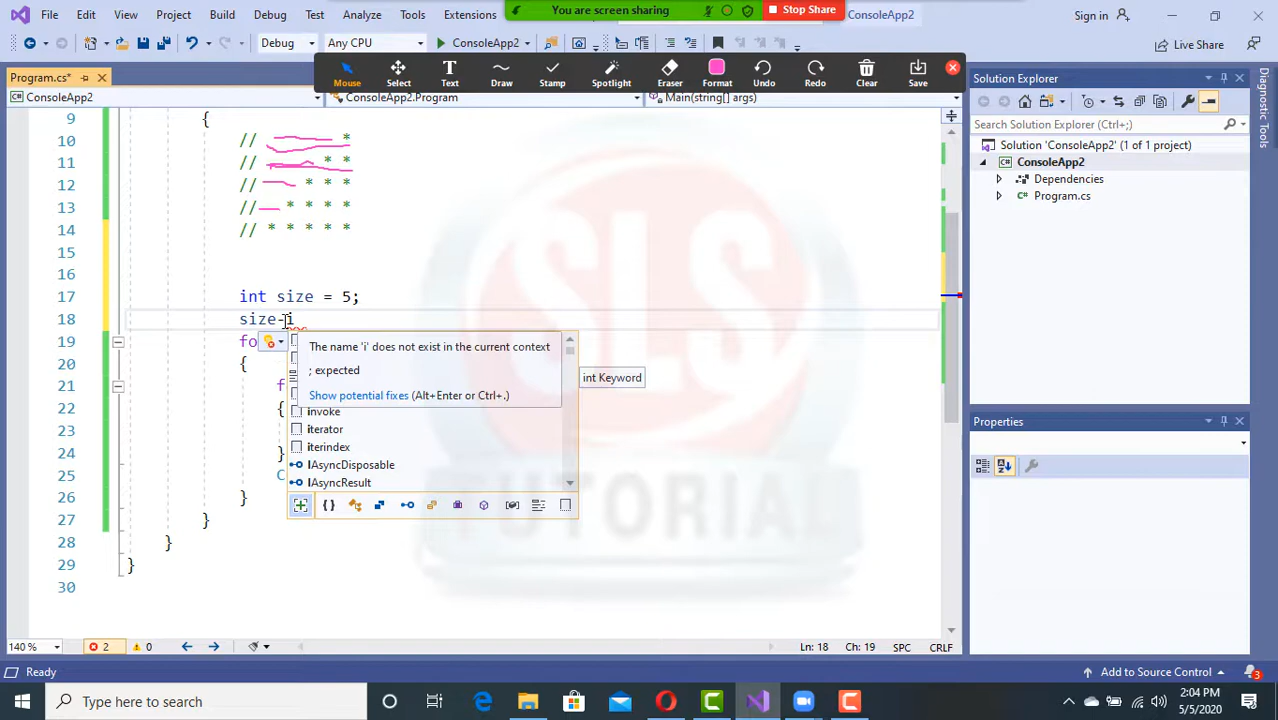 File Edit View Git Project Build Debug Test Analyze Tools Extensions
You are screen sharing Stop Share
ConsoleApp2
Sign in
Debug Any CPU ConsoleApp2
Live Share
Mouse Select Text Draw Stamp Spotlight Eraser Format Undo Redo Clear Save
Program.cs*
ConsoleApp2 ConsoleApp2.Program Main(string[] args)
9 {
10 // *
11 // * *
12 // * * *
13 // * * * *
14 // * * * * *
15
16
17 int size = 5;
18 size-i
19 fo
20 {
21 f
22 {
23
24 }
25 C
26 }
27 }
28 }
29 }
30
The name 'i' does not exist in the current context
; expected
Show potential fixes (Alt+Enter or Ctrl+.)
int Keyword
invoke
iterator
iterindex
IAsyncDisposable
IAsyncResult
{}
SLS
TUTORIA
Solution Explorer
Search Solution Explorer (Ctrl+;)
Solution 'ConsoleApp2' (1 of 1 project)
C# ConsoleApp2
Dependencies
C# Program.cs
Properties
Diagnostic Tools
140 % 2 0 Ln: 18 Ch: 19 SPC CRLF
Ready Add to Source Control 3
Type here to search
2:04 PM
5/5/2020